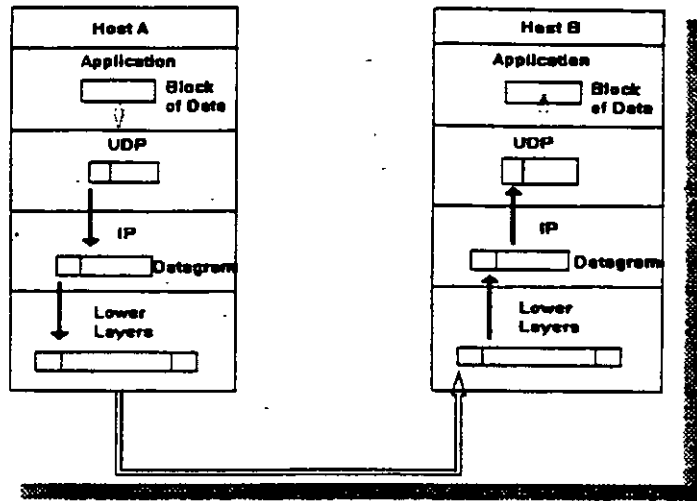 Host A
Application
Block
of Data
UDP
IP
Datagram
Lower
Layers
Host B
Application
Block
of Data
UDP
IP
Datagram
Lower
Layers